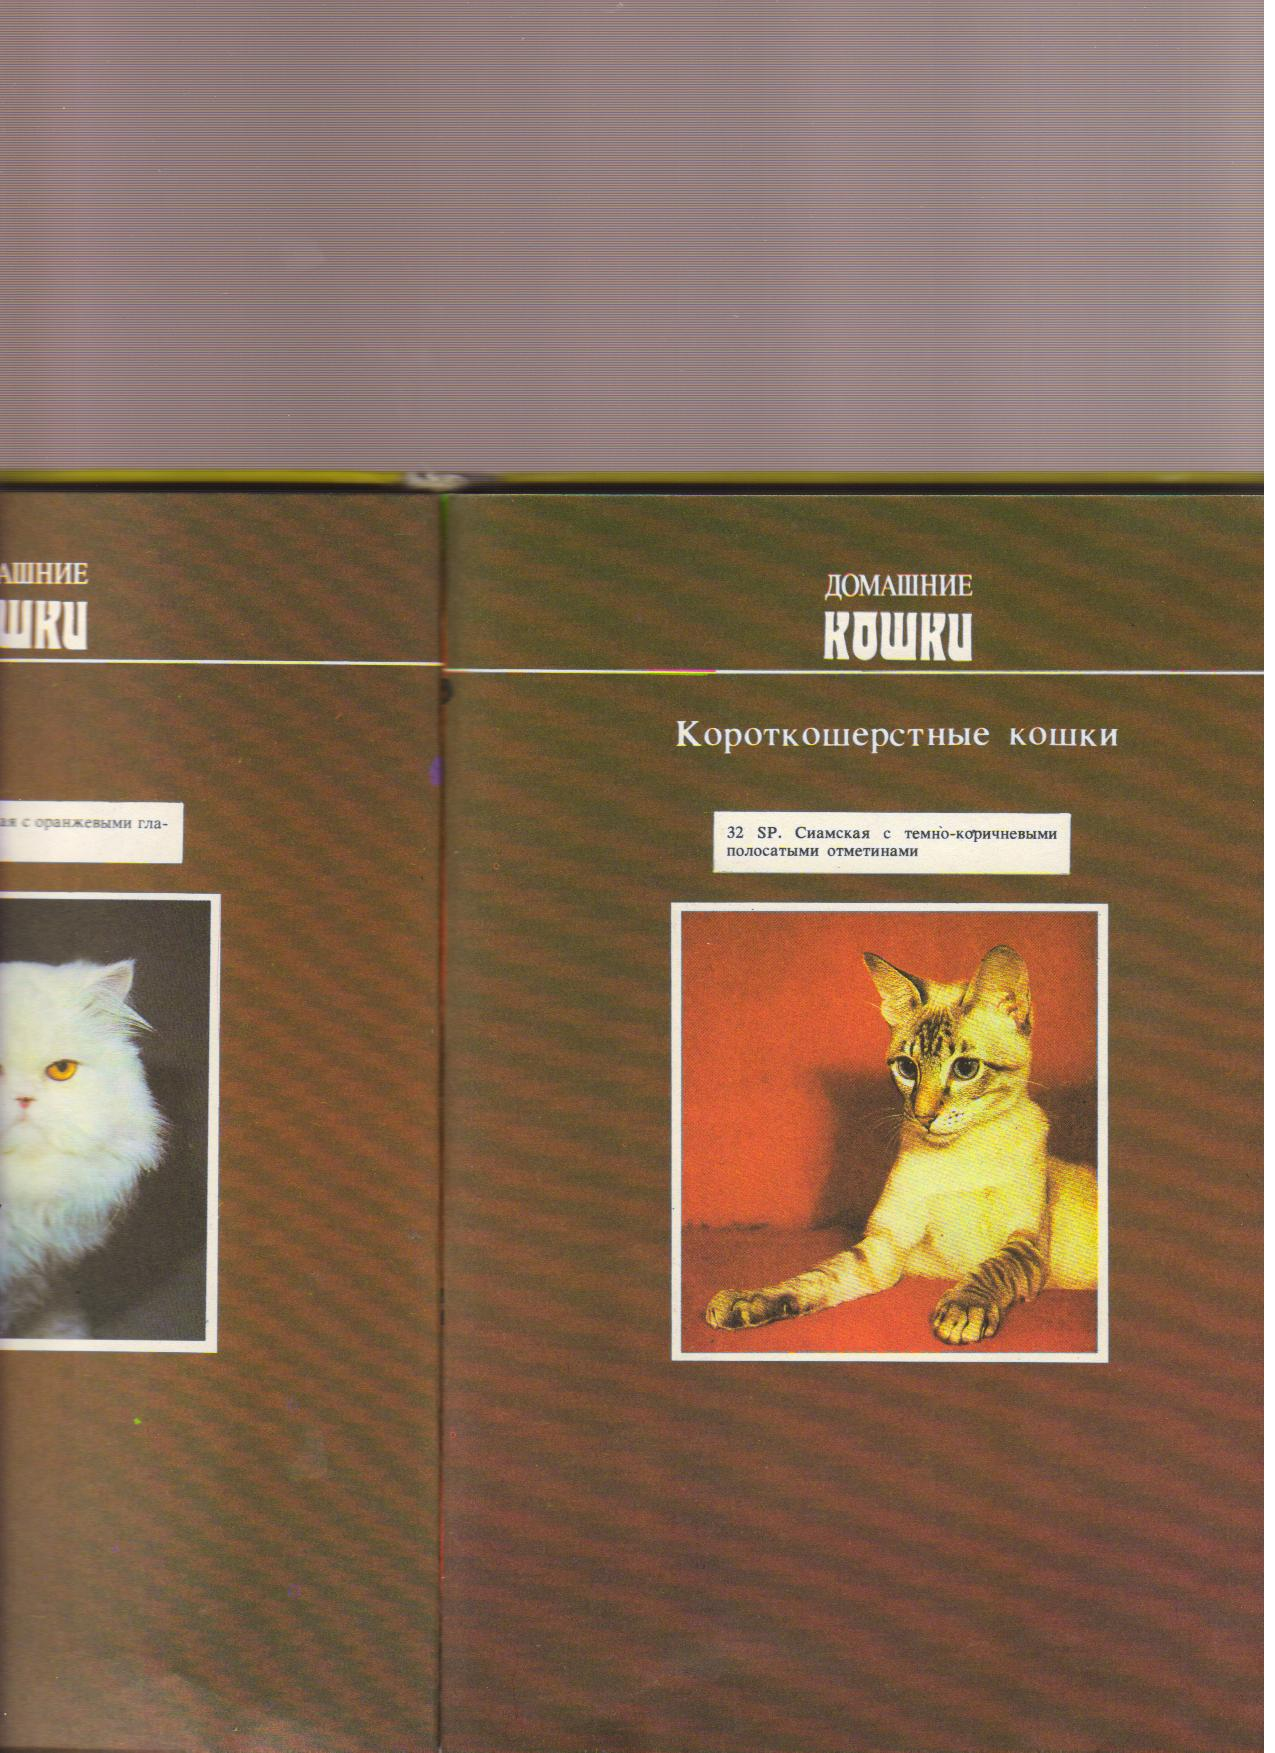 АШНИЕ
ШКИ
ая с оранжевыми гла-
ДОМАШНИЕ
КОШКИ
Короткошерстные кошки
32 SP. Сиамская с темно-коричневыми
полосатыми отметинами